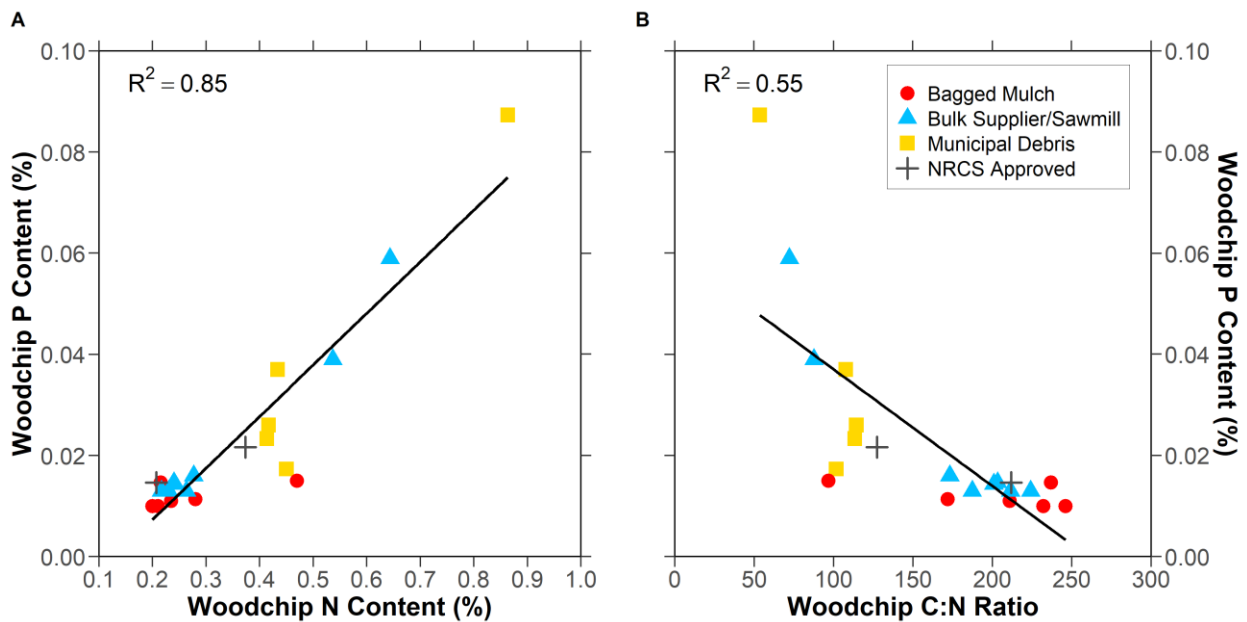 A
B
R² = 0.85
R² = 0.55
Bagged Mulch
Bulk Supplier/Sawmill
Municipal Debris
NRCS Approved
Woodchip P Content (%)
0.10
0.08
0.06
0.04
0.02
0.00
0.1 0.2 0.3 0.4 0.5 0.6 0.7 0.8 0.9 1.0
Woodchip N Content (%)
0 50 100 150 200 250 300
Woodchip C:N Ratio
0.10
0.08
0.06
0.04
0.02
0.00
Woodchip P Content (%)